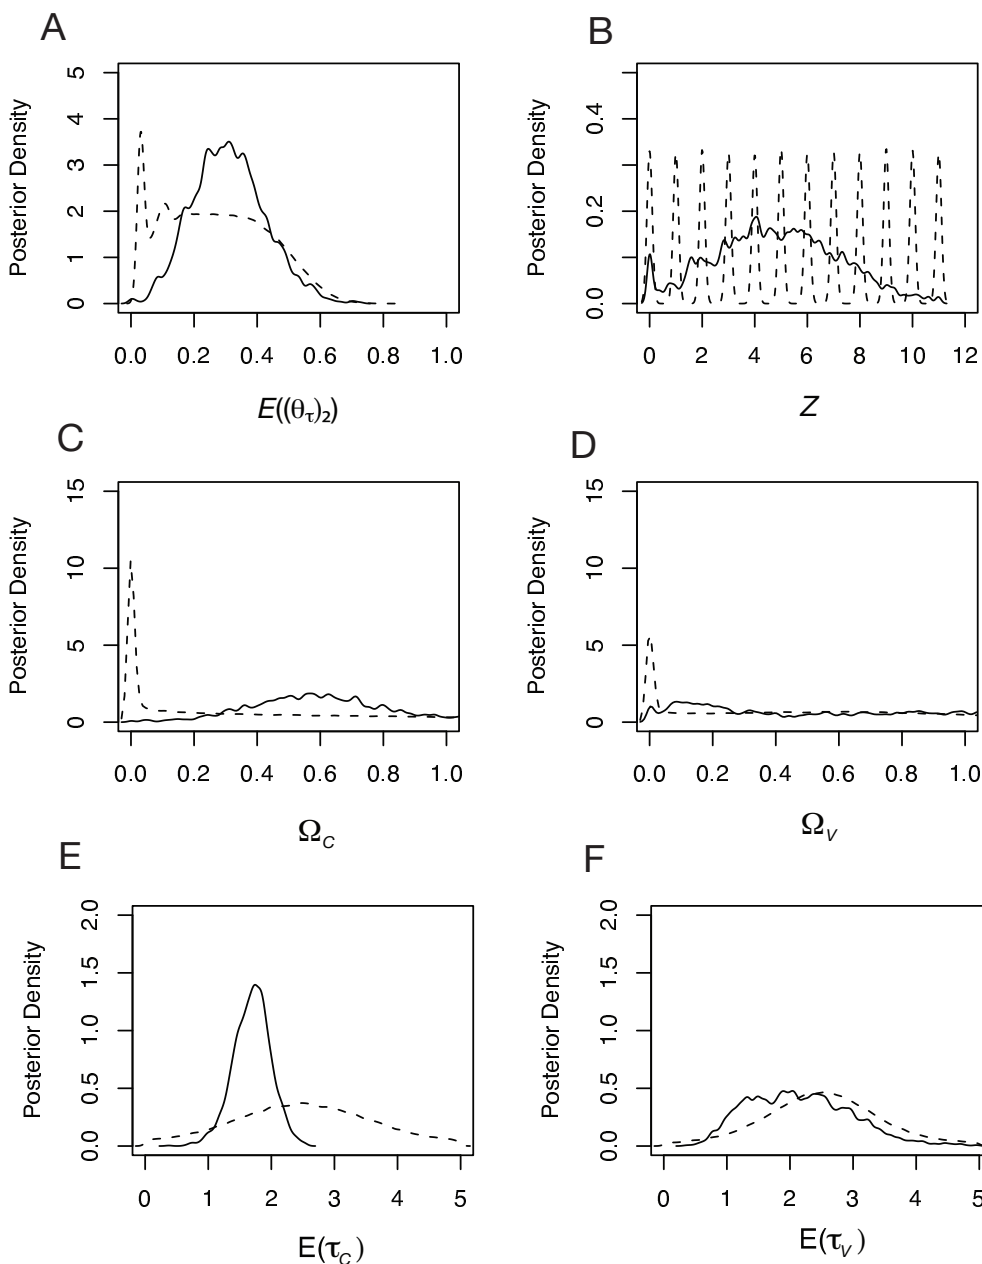 A
Posterior Density
0 1 2 3 4 5
0.0 0.2 0.4 0.6 0.8 1.0
E((θτ)₂)
B
Posterior Density
0.0 0.2 0.4
0 2 4 6 8 10 12
Z
C
Posterior Density
0 5 10 15
0.0 0.2 0.4 0.6 0.8 1.0
Ω_C
D
Posterior Density
0 5 10 15
0.0 0.2 0.4 0.6 0.8 1.0
Ω_V
E
Posterior Density
0.0 0.5 1.0 1.5 2.0
0 1 2 3 4 5
E(τ_C)
F
Posterior Density
0.0 0.5 1.0 1.5 2.0
0 1 2 3 4 5
E(τ_V)